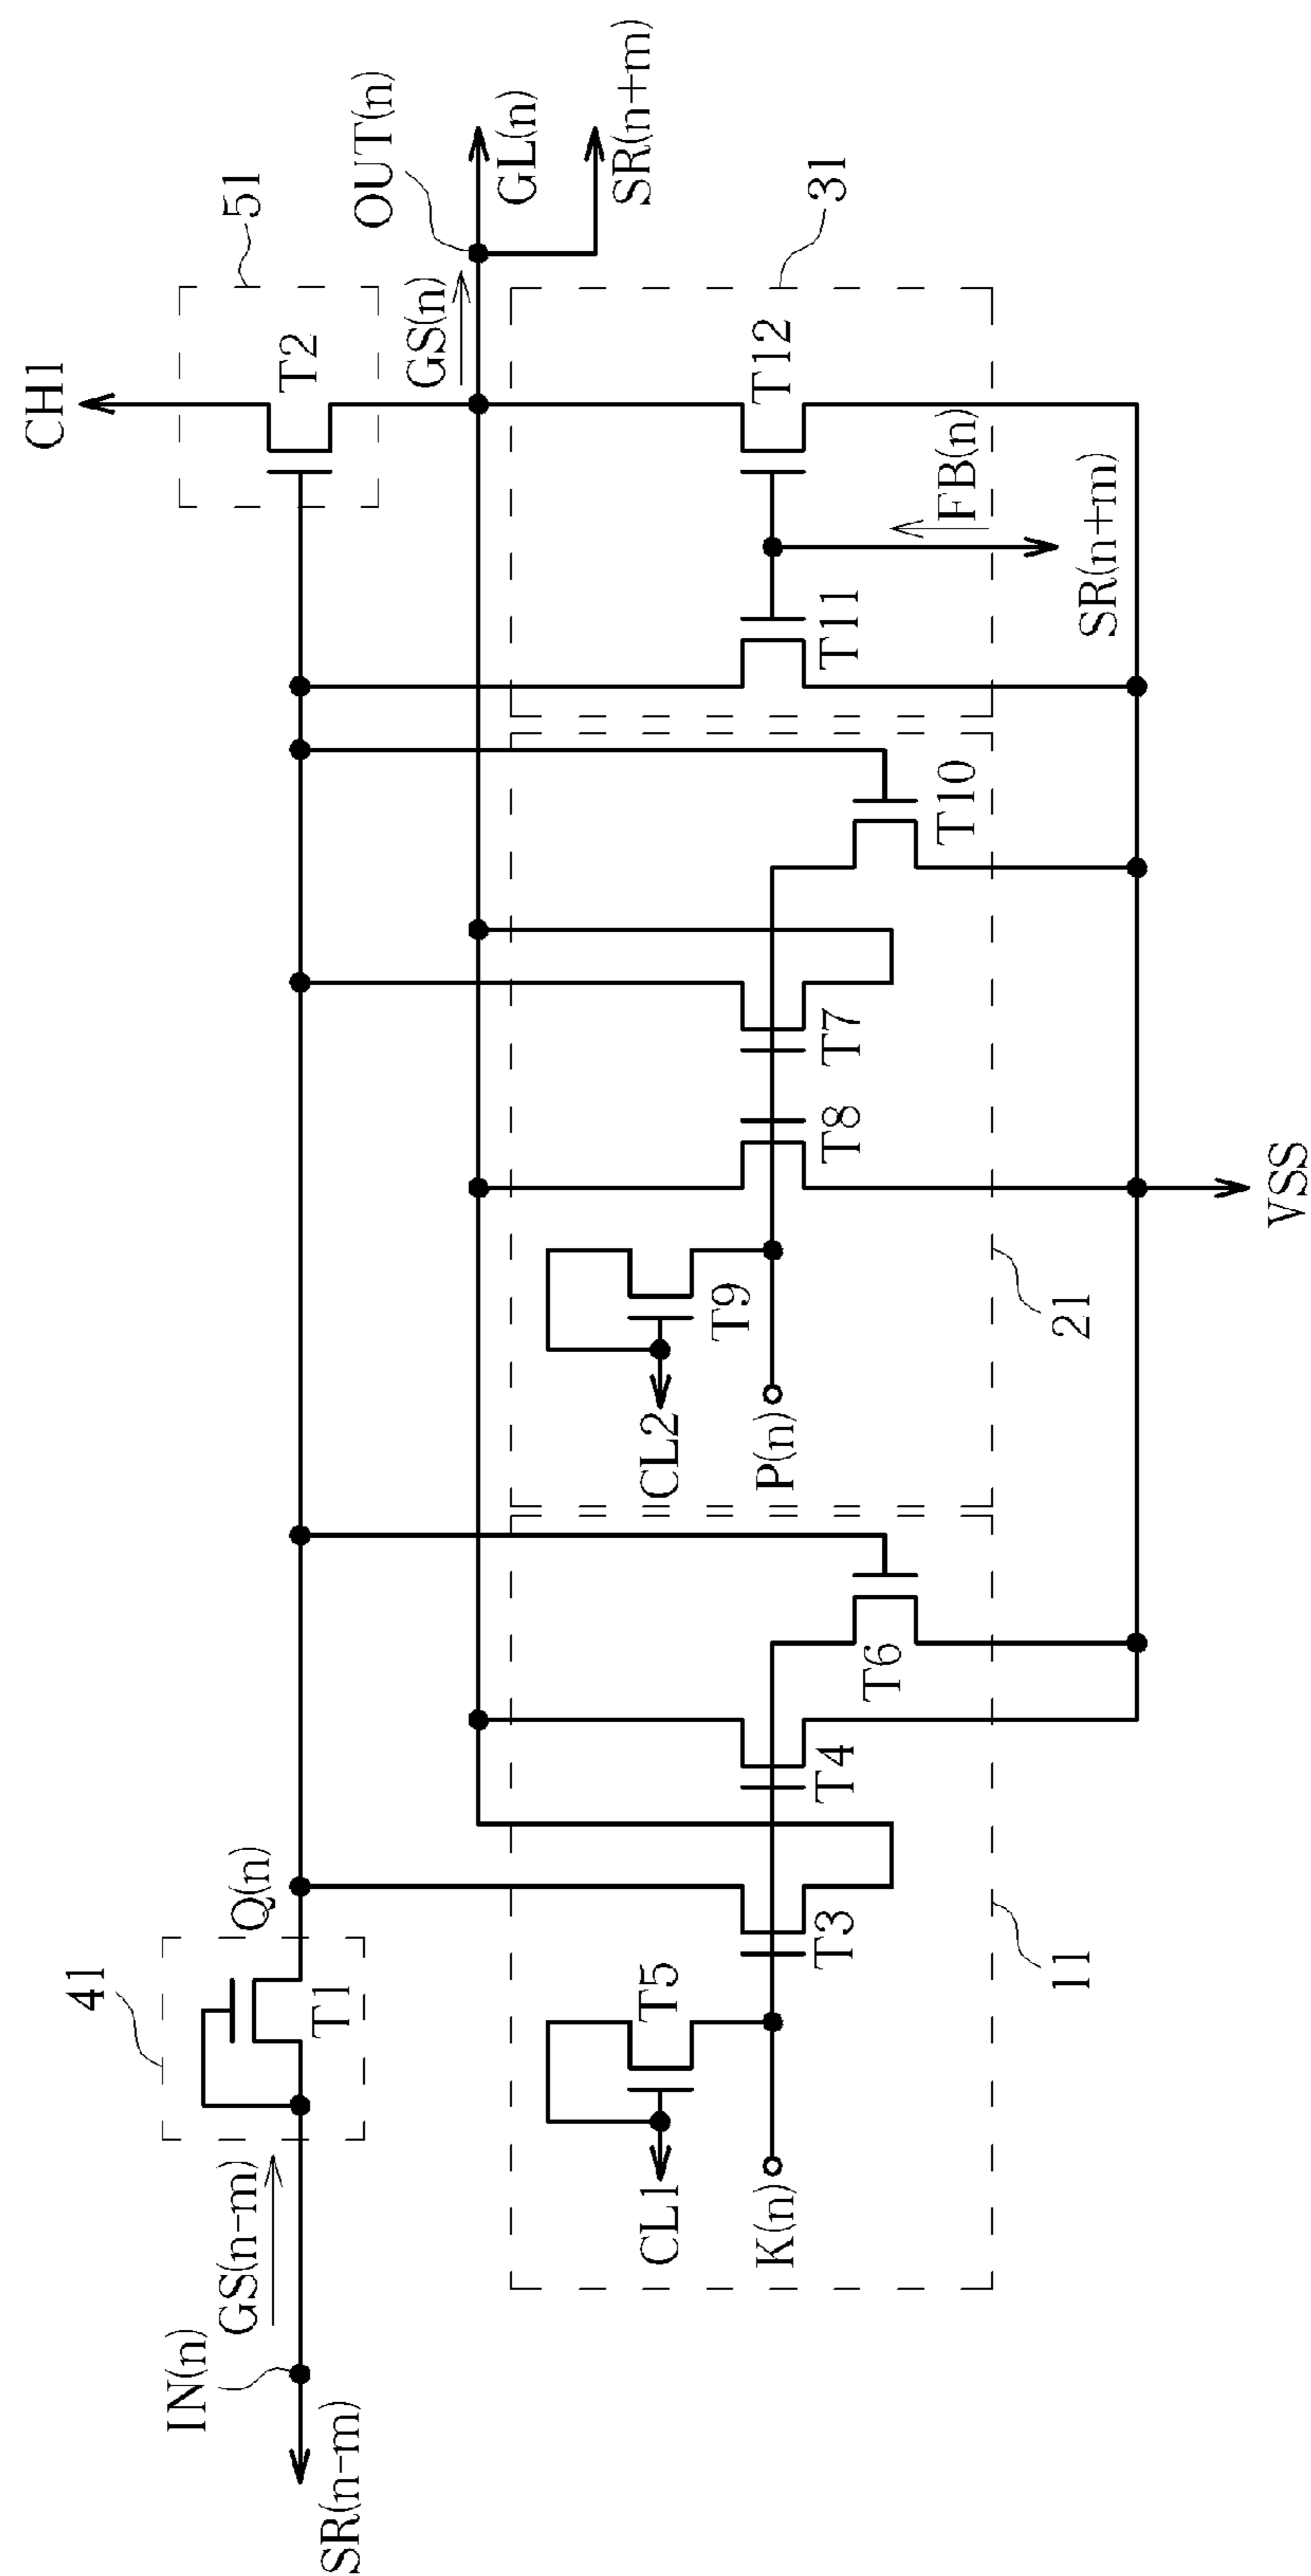 CH1
51
T2
OUT(n)
GS(n)
GL(n)
SR(n+m)
31
T12
FB(n)
SR(n+m)
T11
T10
T7
T8
T9
CL2
P(n)
21
VSS
T6
T4
T3
T5
CL1
K(n)
11
Q(n)
41
T1
GS(n-m)
IN(n)
SR(n-m)